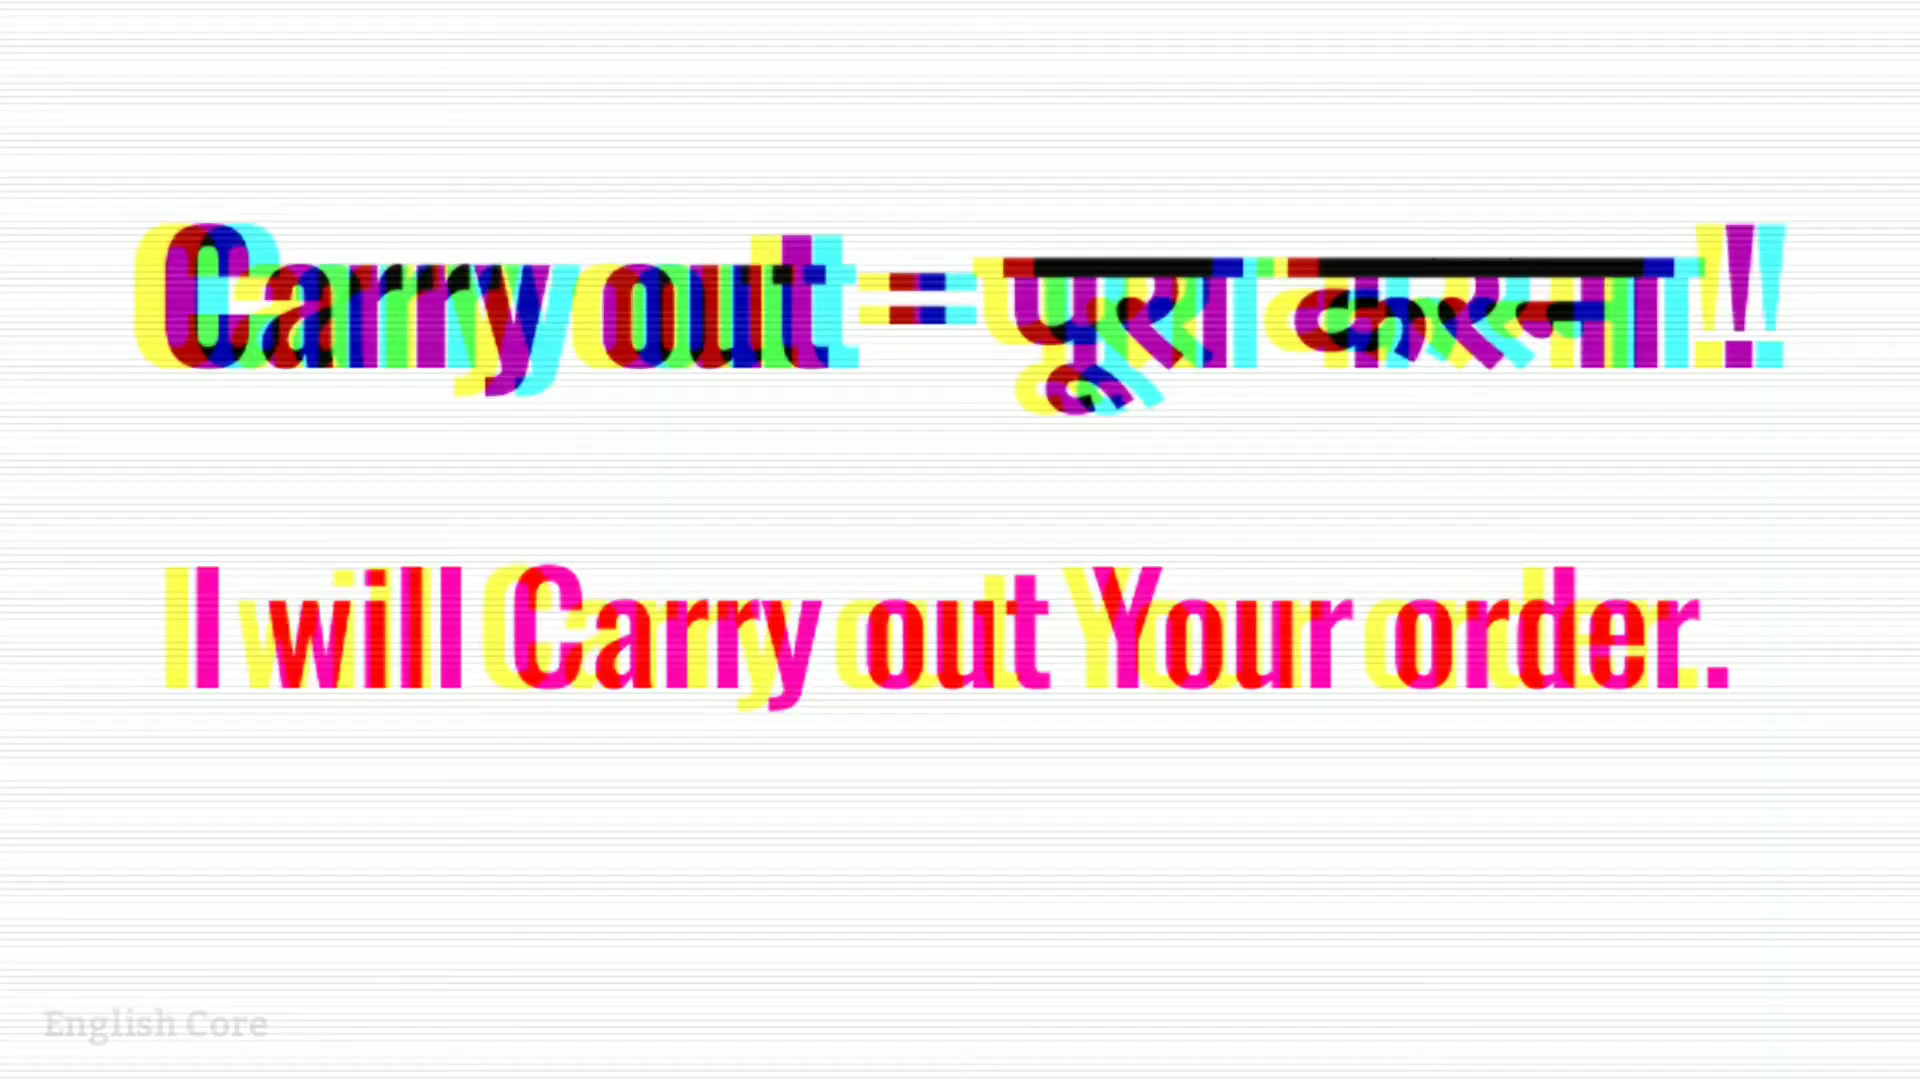 Carry out = पूरा करना!!
I will Carry out Your order.
English Core